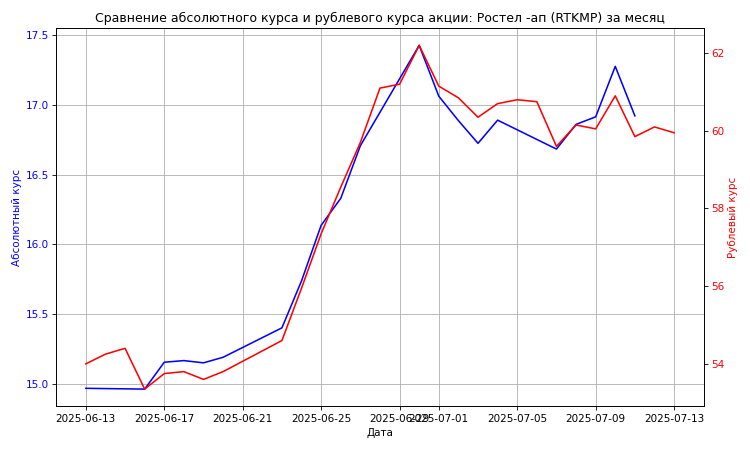 Сравнение абсолютного курса и рублевого курса акции: Ростел -ап (RTKMP) за месяц
17.5
17.0
16.5
16.0
15.5
15.0
Абсолютный курс
62
60
58
56
54
Рублевый курс
2025-06-13 2025-06-17 2025-06-21 2025-06-25 2025-06-29 2025-07-01 2025-07-05 2025-07-09 2025-07-13
Дата